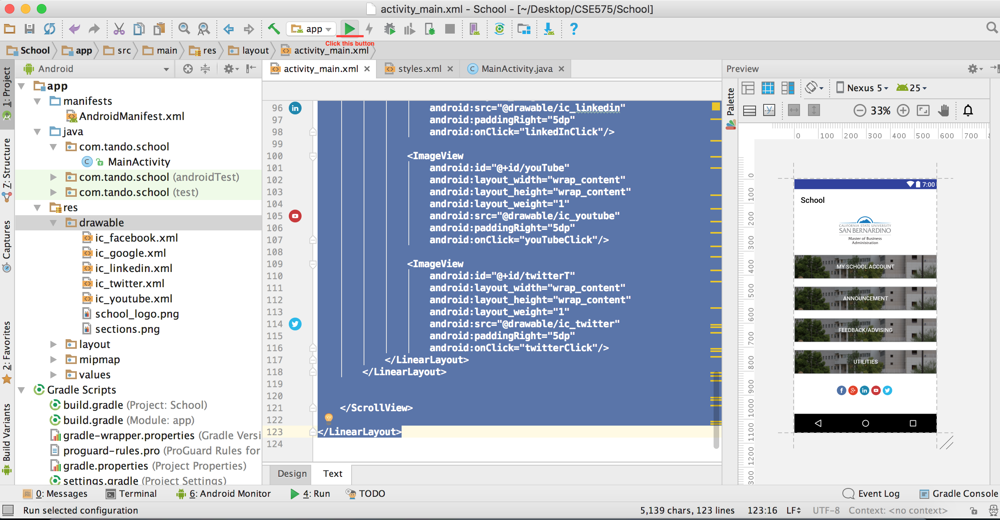 activity_main.xml - School - [~/Desktop/CSE575/School]
app
Click this button
School app src main res layout activity_main.xml
Android
activity_main.xml styles.xml MainActivity.java
Preview
1: Project
7: Structure
Captures
2: Favorites
Build Variants
app
manifests
AndroidManifest.xml
java
com.tando.school
MainActivity
com.tando.school (androidTest)
com.tando.school (test)
res
drawable
ic_facebook.xml
ic_google.xml
ic_linkedin.xml
ic_twitter.xml
ic_youtube.xml
school_logo.png
sections.png
layout
mipmap
values
Gradle Scripts
build.gradle (Project: School)
build.gradle (Module: app)
gradle-wrapper.properties (Gradle Versi
proguard-rules.pro (ProGuard Rules for
gradle.properties (Project Properties)
settings.gradle (Project Settings)
96 android:src="@drawable/ic_linkedin"
97 android:paddingRight="5dp"
98 android:onClick="linkedInClick"/>
99
100 <ImageView
101 android:id="@+id/youTube"
102 android:layout_width="wrap_content"
103 android:layout_height="wrap_content"
104 android:layout_weight="1"
105 android:src="@drawable/ic_youtube"
106 android:paddingRight="5dp"
107 android:onClick="youTubeClick"/>
108
109 <ImageView
110 android:id="@+id/twitterT"
111 android:layout_width="wrap_content"
112 android:layout_height="wrap_content"
113 android:layout_weight="1"
114 android:src="@drawable/ic_twitter"
115 android:paddingRight="5dp"
116 android:onClick="twitterClick"/>
117 </LinearLayout>
118 </LinearLayout>
119
120
121 </ScrollView>
122
123 </LinearLayout>
124
Design Text
Palette
Nexus 5 25
33%
0 100 200 300 400 500 600 700
0
100
200
300
400
500
600
700
800
900
1000
1100
1200
7:00
School
CALIFORNIA STATE UNIVERSITY
SAN BERNARDINO
Master of Business
Administration
MY SCHOOL ACCOUNT
ANNOUNCEMENT
FEEDBACK/ADVISING
UTILITIES
0: Messages Terminal 6: Android Monitor 4: Run TODO Event Log Gradle Console
Run selected configuration 5,139 chars, 123 lines 123:16 LF UTF-8 Context: <no context>